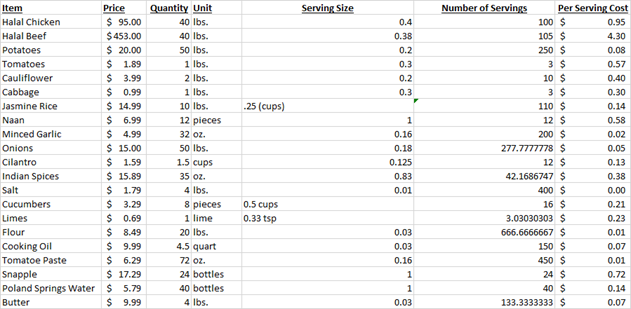 Item Price Quantity Unit Serving Size Number of Servings Per Serving Cost
Halal Chicken $ 95.00 40 lbs. 0.4 100 $ 0.95
Halal Beef $453.00 40 lbs. 0.38 105 $ 4.30
Potatoes $ 20.00 50 lbs. 0.2 250 $ 0.08
Tomatoes $ 1.89 1 lbs. 0.3 3 $ 0.57
Cauliflower $ 3.99 2 lbs. 0.2 10 $ 0.40
Cabbage $ 0.99 1 lbs. 0.3 3 $ 0.30
Jasmine Rice $ 14.99 10 lbs. .25 (cups) 110 $ 0.14
Naan $ 6.99 12 pieces 1 12 $ 0.58
Minced Garlic $ 4.99 32 oz. 0.16 200 $ 0.02
Onions $ 15.00 50 lbs. 0.18 277.7777778 $ 0.05
Cilantro $ 1.59 1.5 cups 0.125 12 $ 0.13
Indian Spices $ 15.89 35 oz. 0.83 42.1686747 $ 0.38
Salt $ 1.79 4 lbs. 0.01 400 $ 0.00
Cucumbers $ 3.29 8 pieces 0.5 cups 16 $ 0.21
Limes $ 0.69 1 lime 0.33 tsp 3.03030303 $ 0.23
Flour $ 8.49 20 lbs. 0.03 666.6666667 $ 0.01
Cooking Oil $ 9.99 4.5 quart 0.03 150 $ 0.07
Tomatoe Paste $ 6.29 72 oz. 0.16 450 $ 0.01
Snapple $ 17.29 24 bottles 1 24 $ 0.72
Poland Springs Water $ 5.79 40 bottles 1 40 $ 0.14
Butter $ 9.99 4 lbs. 0.03 133.3333333 $ 0.07